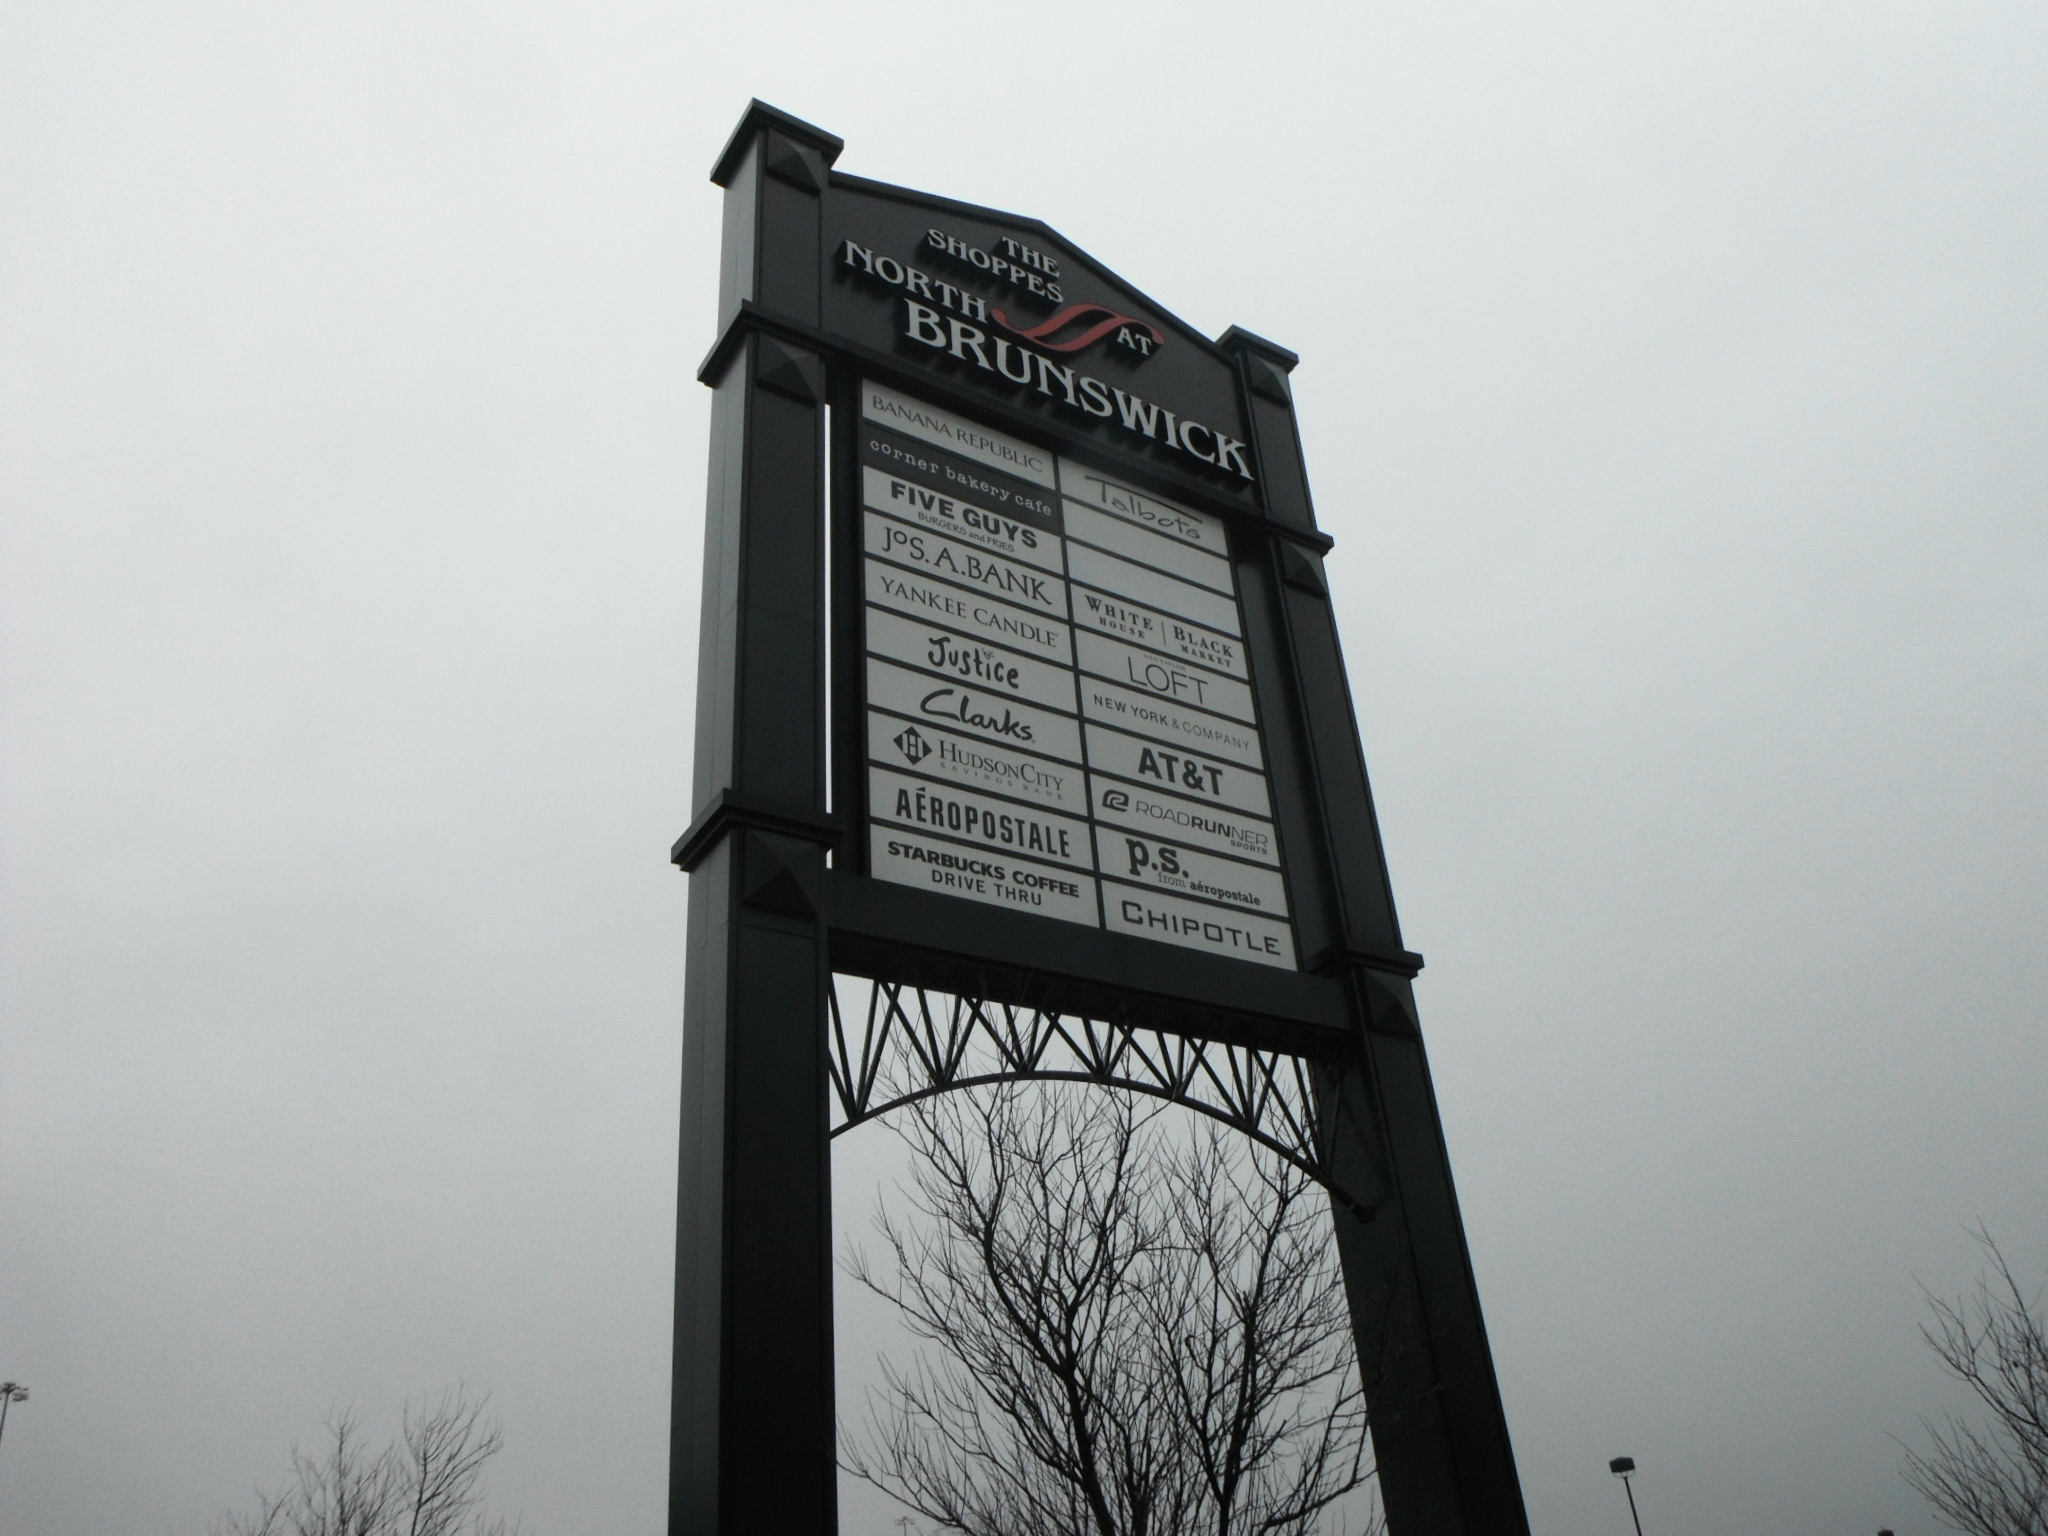 THE
SHOPPES
AT
NORTH
BRUNSWICK
BANANA REPUBLIC
corner bakery cafe
FIVE GUYS
BURGERS and FRIES
JoS. A. BANK
YANKEE CANDLE
Justice
Clarks
HUDSON CITY
SAVINGS BANK
AÉROPOSTALE
STARBUCKS COFFEE
DRIVE THRU
Talbots
WHITE | BLACK
HOUSE MARKET
ANN TAYLOR
LOFT
NEW YORK & COMPANY
AT&T
ROADRUNNER
SPORTS
p.s.
from aéropostale
CHIPOTLE